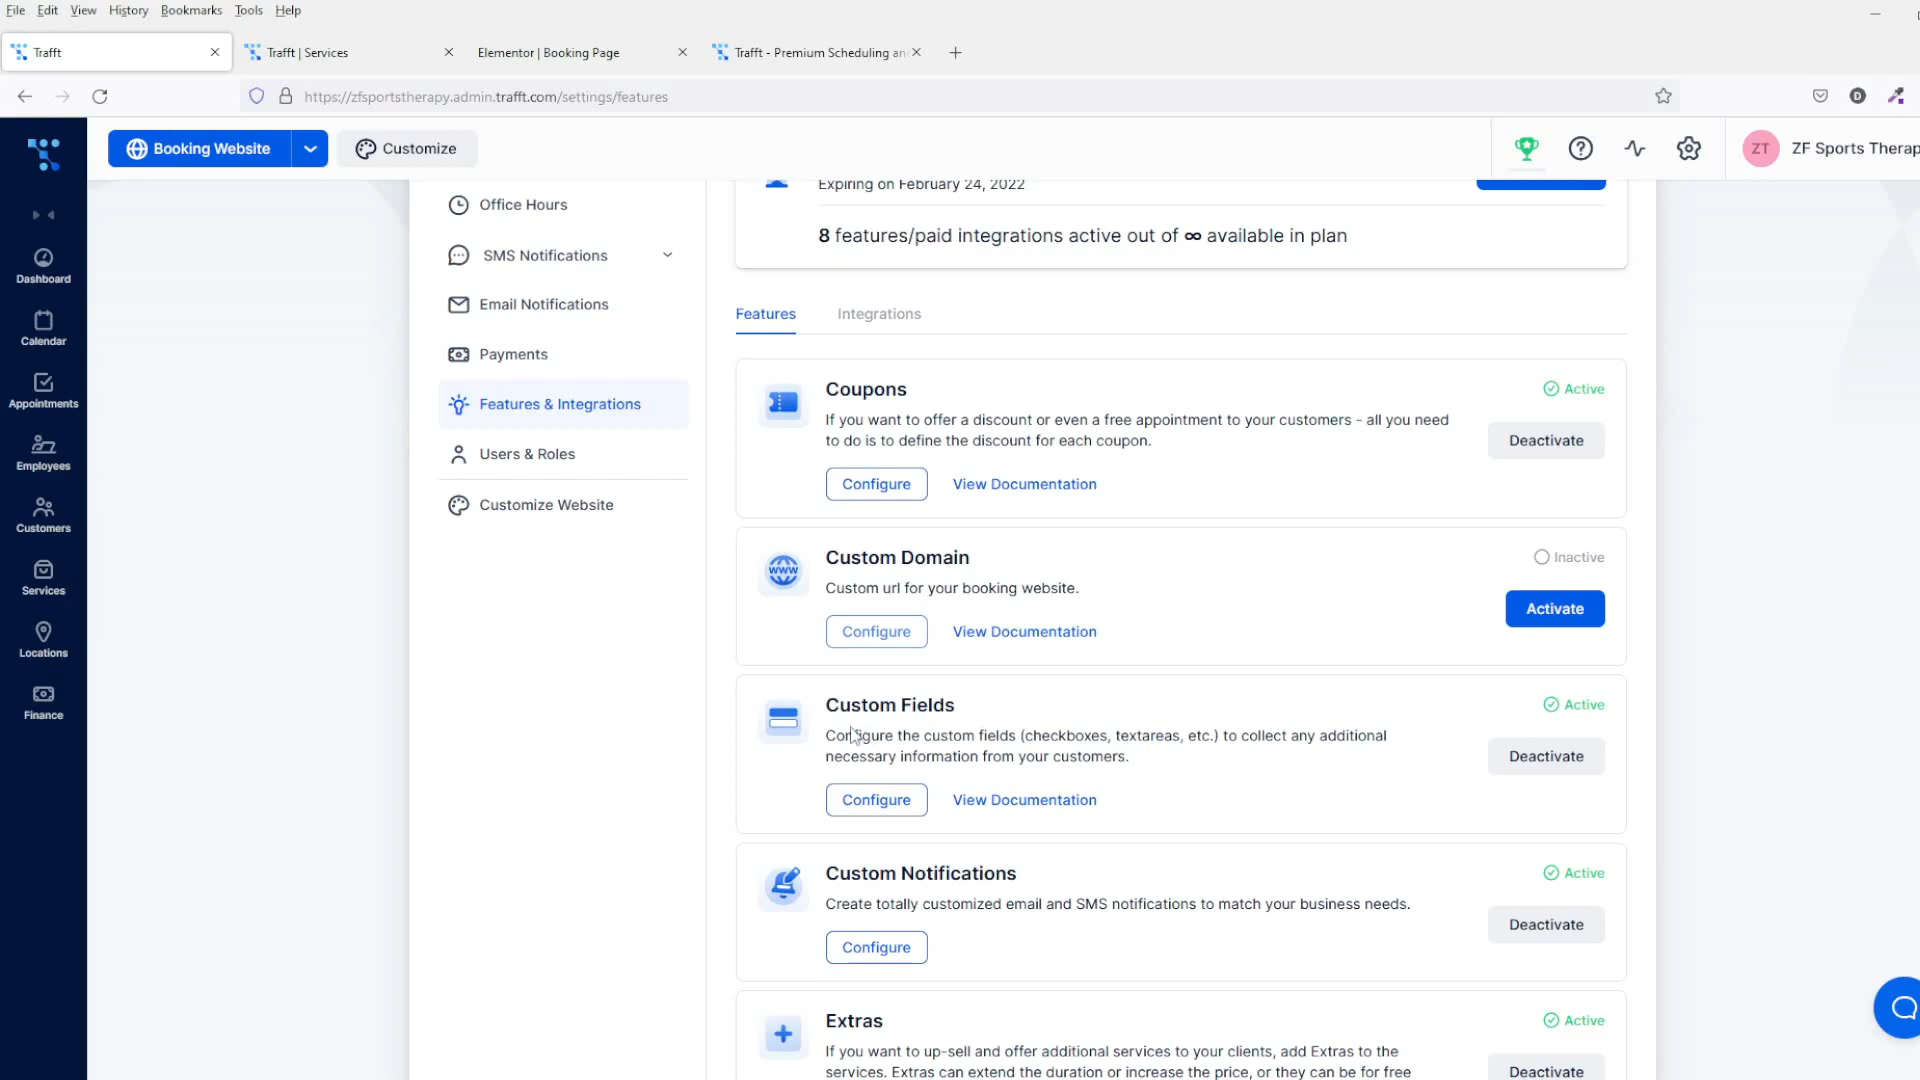 File Edit View History Bookmarks Tools Help
Trafft
Trafft | Services
Elementor | Booking Page
Trafft - Premium Scheduling an
https://zfsportstherapy.admin.trafft.com/settings/features
Booking Website
Customize
ZT
ZF Sports Therap
Dashboard
Calendar
Appointments
Employees
Customers
Services
Locations
Finance
Office Hours
SMS Notifications
Email Notifications
Payments
Features & Integrations
Users & Roles
Customize Website
Expiring on February 24, 2022
8 features/paid integrations active out of ∞ available in plan
Features Integrations
Coupons
Active
If you want to offer a discount or even a free appointment to your customers - all you need
to do is to define the discount for each coupon.
Deactivate
Configure View Documentation
Custom Domain
Inactive
Custom url for your booking website.
Activate
Configure View Documentation
WWW
Custom Fields
Active
Configure the custom fields (checkboxes, textareas, etc.) to collect any additional
necessary information from your customers.
Deactivate
Configure View Documentation
Custom Notifications
Active
Create totally customized email and SMS notifications to match your business needs.
Deactivate
Configure
Extras
Active
If you want to up-sell and offer additional services to your clients, add Extras to the
services. Extras can extend the duration or increase the price, or they can be for free
Deactivate